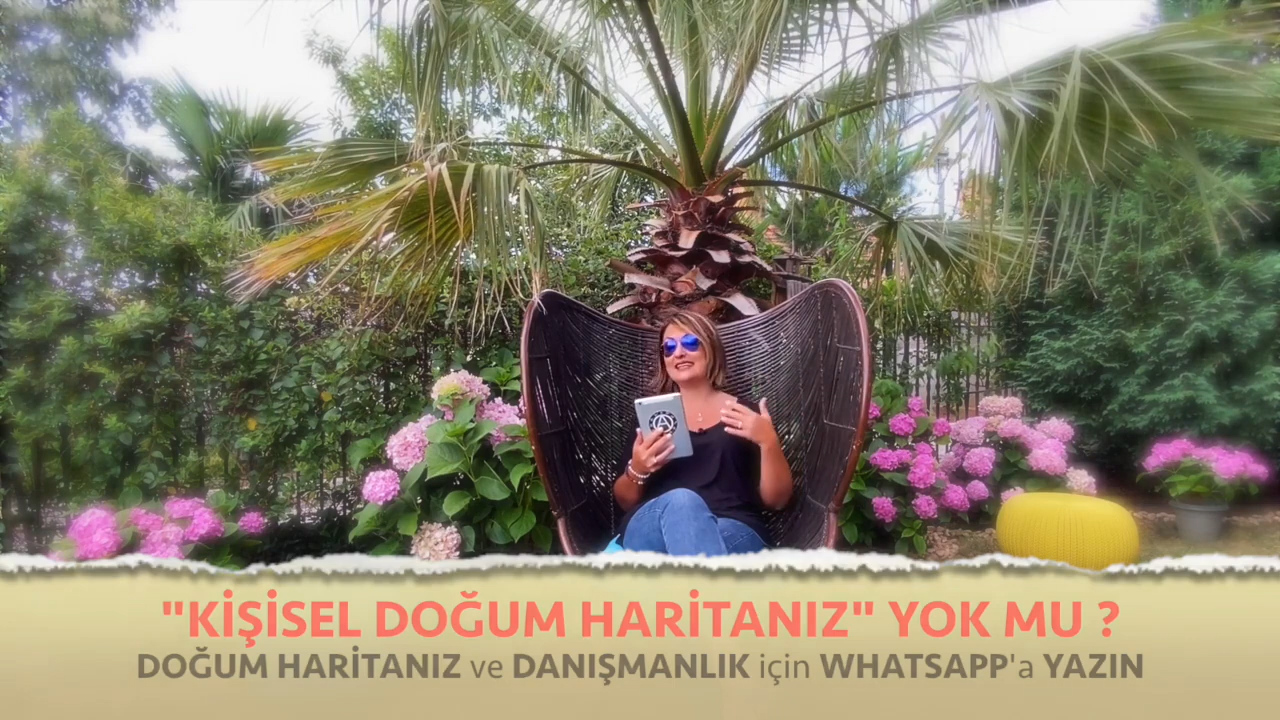 "KİŞİSEL DOĞUM HARİTANIZ" YOK MU ?
DOĞUM HARİTANIZ ve DANIŞMANLIK için WHATSAPP'a YAZIN